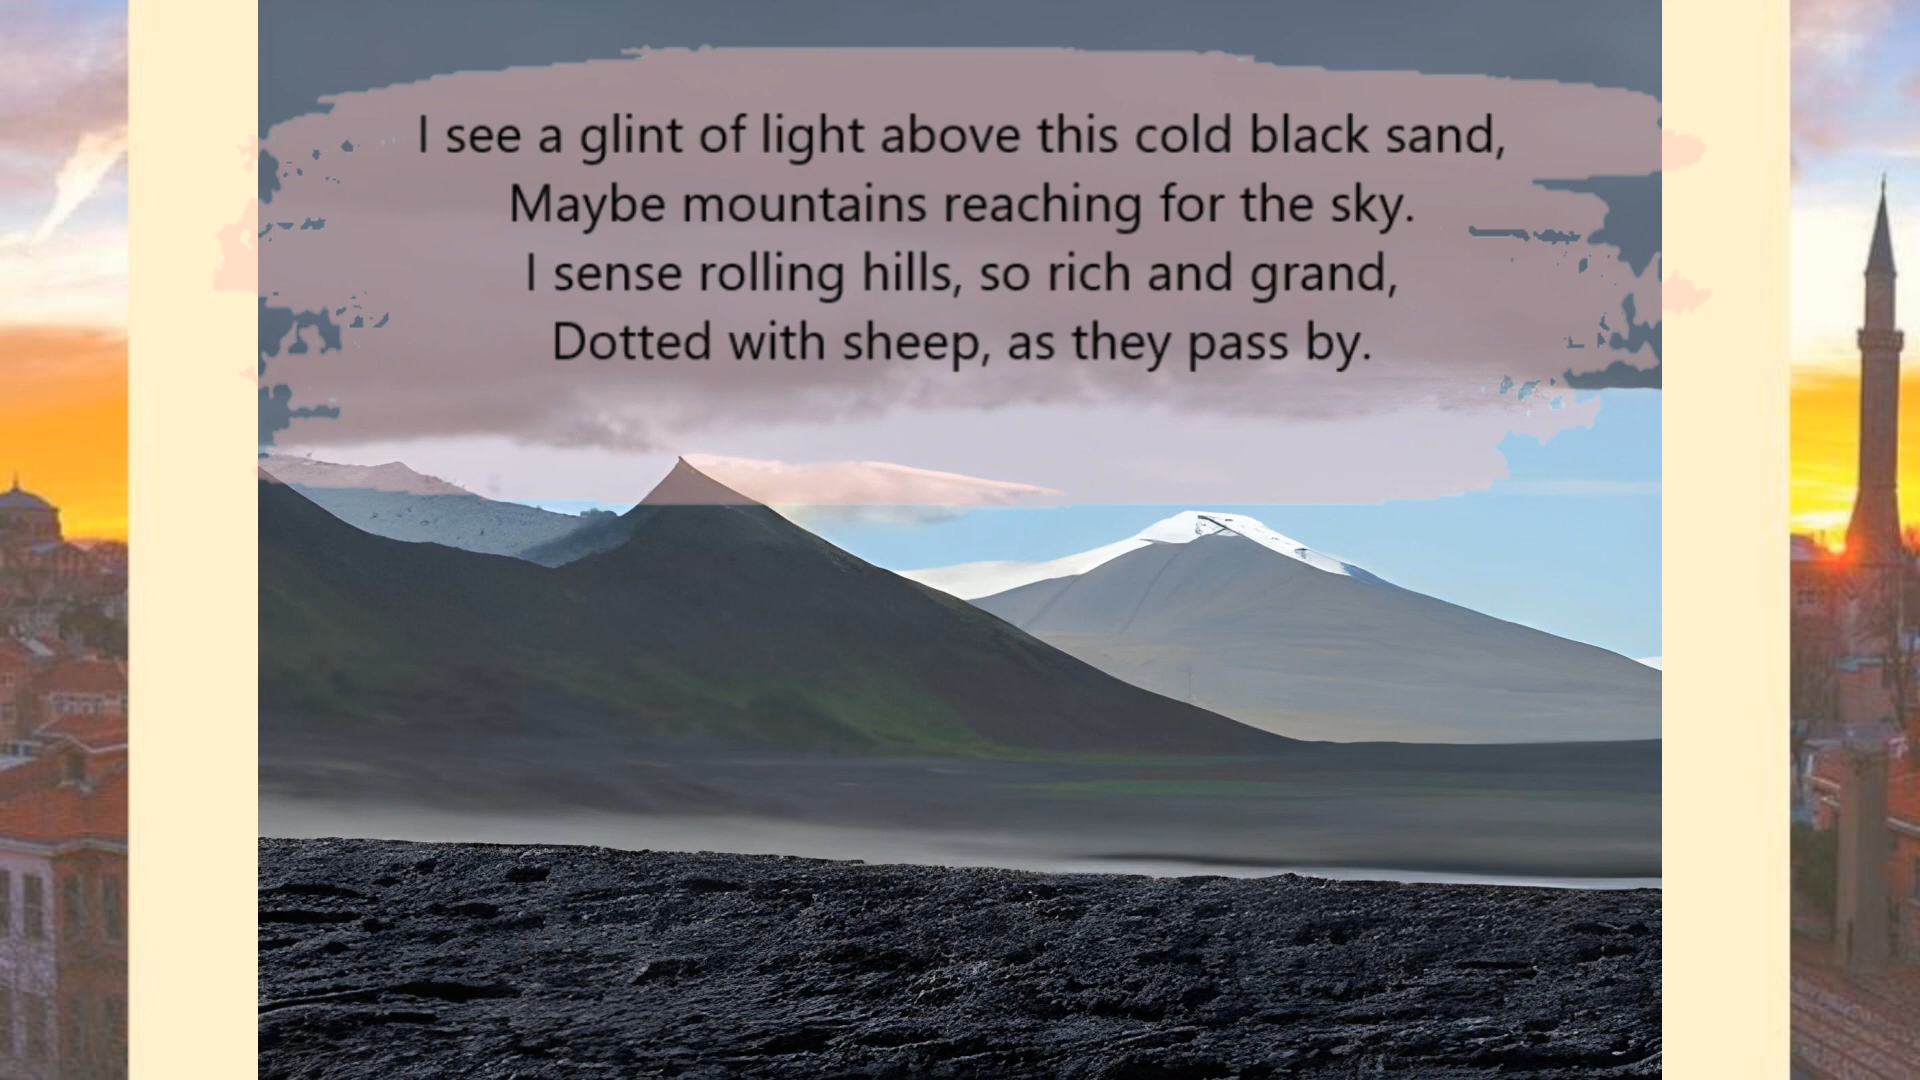 I see a glint of light above this cold black sand,
Maybe mountains reaching for the sky.
I sense rolling hills, so rich and grand,
Dotted with sheep, as they pass by.